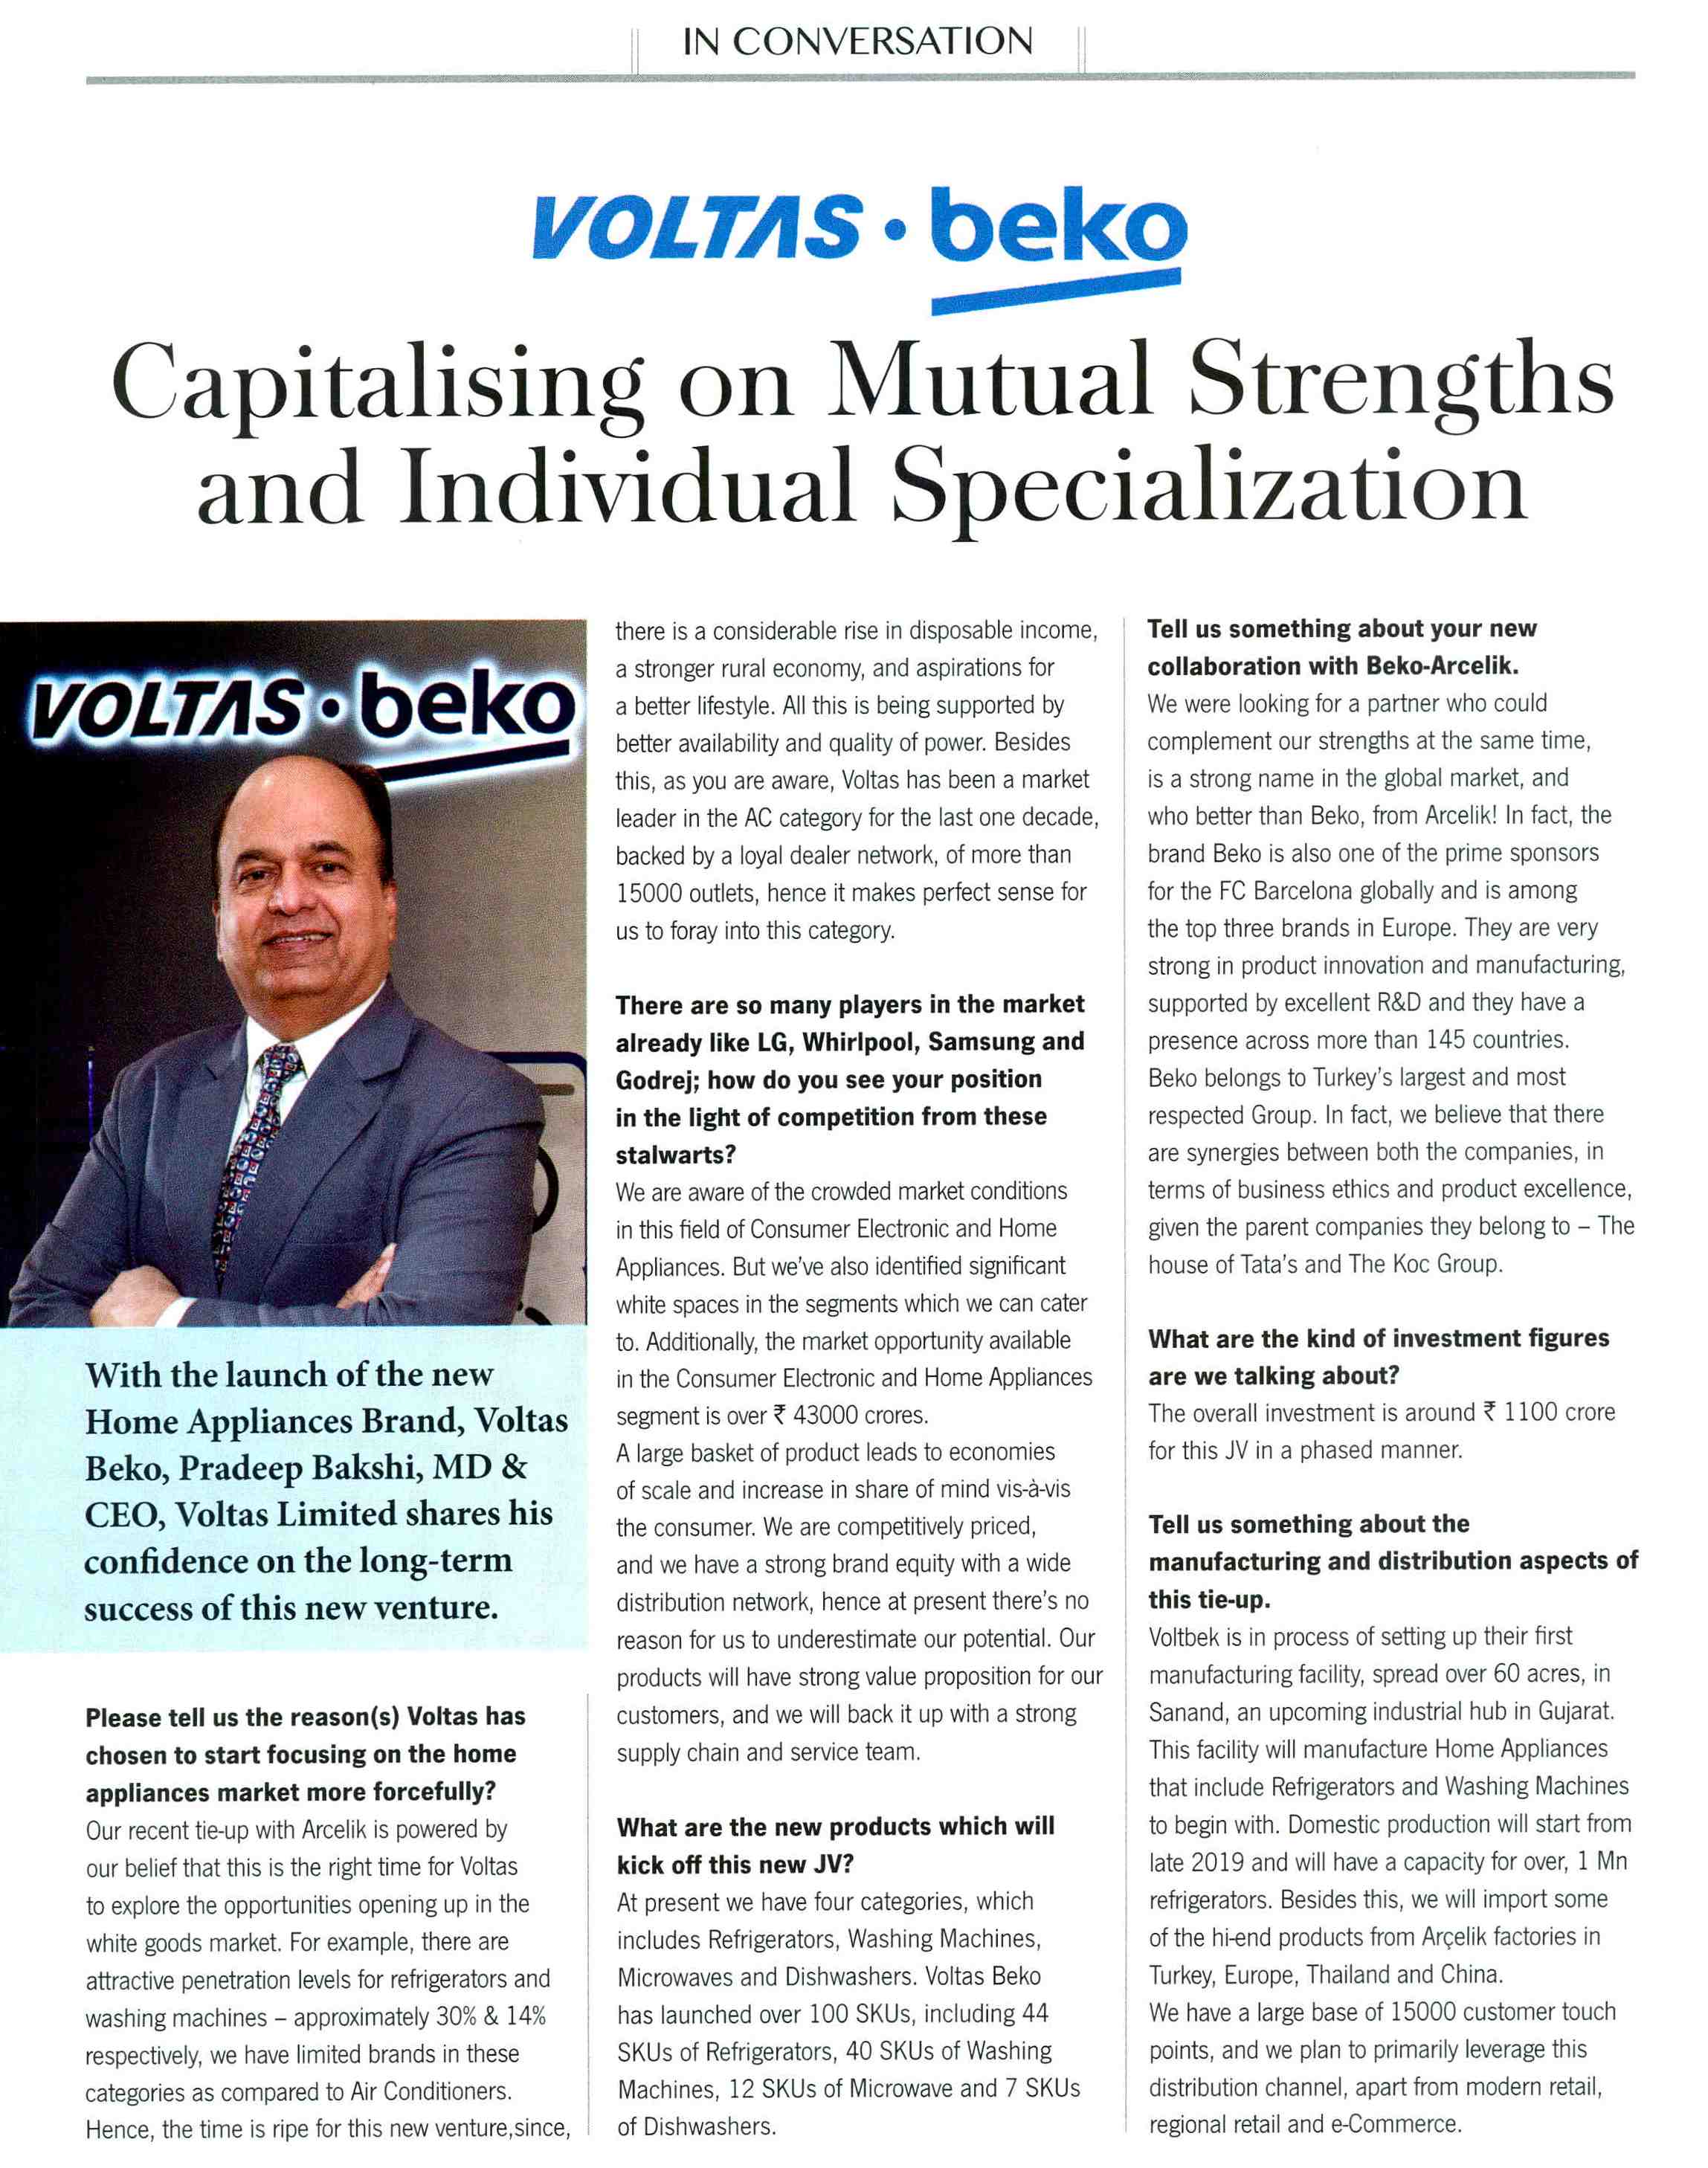 IN CONVERSATION
VOLTAS • beko
Capitalising on Mutual Strengths
and Individual Specialization
VOLTAS • beko
With the launch of the new
Home Appliances Brand, Voltas
Beko, Pradeep Bakshi, MD &
CEO, Voltas Limited shares his
confidence on the long-term
success of this new venture.
Please tell us the reason(s) Voltas has
chosen to start focusing on the home
appliances market more forcefully?
Our recent tie-up with Arcelik is powered by
our belief that this is the right time for Voltas
to explore the opportunities opening up in the
white goods market. For example, there are
attractive penetration levels for refrigerators and
washing machines – approximately 30% & 14%
respectively, we have limited brands in these
categories as compared to Air Conditioners.
Hence, the time is ripe for this new venture,since,
there is a considerable rise in disposable income,
a stronger rural economy, and aspirations for
a better lifestyle. All this is being supported by
better availability and quality of power. Besides
this, as you are aware, Voltas has been a market
leader in the AC category for the last one decade,
backed by a loyal dealer network, of more than
15000 outlets, hence it makes perfect sense for
us to foray into this category.
There are so many players in the market
already like LG, Whirlpool, Samsung and
Godrej; how do you see your position
in the light of competition from these
stalwarts?
We are aware of the crowded market conditions
in this field of Consumer Electronic and Home
Appliances. But we've also identified significant
white spaces in the segments which we can cater
to. Additionally, the market opportunity available
in the Consumer Electronic and Home Appliances
segment is over ₹ 43000 crores.
A large basket of product leads to economies
of scale and increase in share of mind vis-à-vis
the consumer. We are competitively priced,
and we have a strong brand equity with a wide
distribution network, hence at present there's no
reason for us to underestimate our potential. Our
products will have strong value proposition for our
customers, and we will back it up with a strong
supply chain and service team.
What are the new products which will
kick off this new JV?
At present we have four categories, which
includes Refrigerators, Washing Machines,
Microwaves and Dishwashers. Voltas Beko
has launched over 100 SKUs, including 44
SKUs of Refrigerators, 40 SKUs of Washing
Machines, 12 SKUs of Microwave and 7 SKUs
of Dishwashers.
Tell us something about your new
collaboration with Beko-Arcelik.
We were looking for a partner who could
complement our strengths at the same time,
is a strong name in the global market, and
who better than Beko, from Arcelik! In fact, the
brand Beko is also one of the prime sponsors
for the FC Barcelona globally and is among
the top three brands in Europe. They are very
strong in product innovation and manufacturing,
supported by excellent R&D and they have a
presence across more than 145 countries.
Beko belongs to Turkey's largest and most
respected Group. In fact, we believe that there
are synergies between both the companies, in
terms of business ethics and product excellence,
given the parent companies they belong to – The
house of Tata's and The Koc Group.
What are the kind of investment figures
are we talking about?
The overall investment is around ₹ 1100 crore
for this JV in a phased manner.
Tell us something about the
manufacturing and distribution aspects of
this tie-up.
Voltbek is in process of setting up their first
manufacturing facility, spread over 60 acres, in
Sanand, an upcoming industrial hub in Gujarat.
This facility will manufacture Home Appliances
that include Refrigerators and Washing Machines
to begin with. Domestic production will start from
late 2019 and will have a capacity for over, 1 Mn
refrigerators. Besides this, we will import some
of the hi-end products from Arçelik factories in
Turkey, Europe, Thailand and China.
We have a large base of 15000 customer touch
points, and we plan to primarily leverage this
distribution channel, apart from modern retail,
regional retail and e-Commerce.